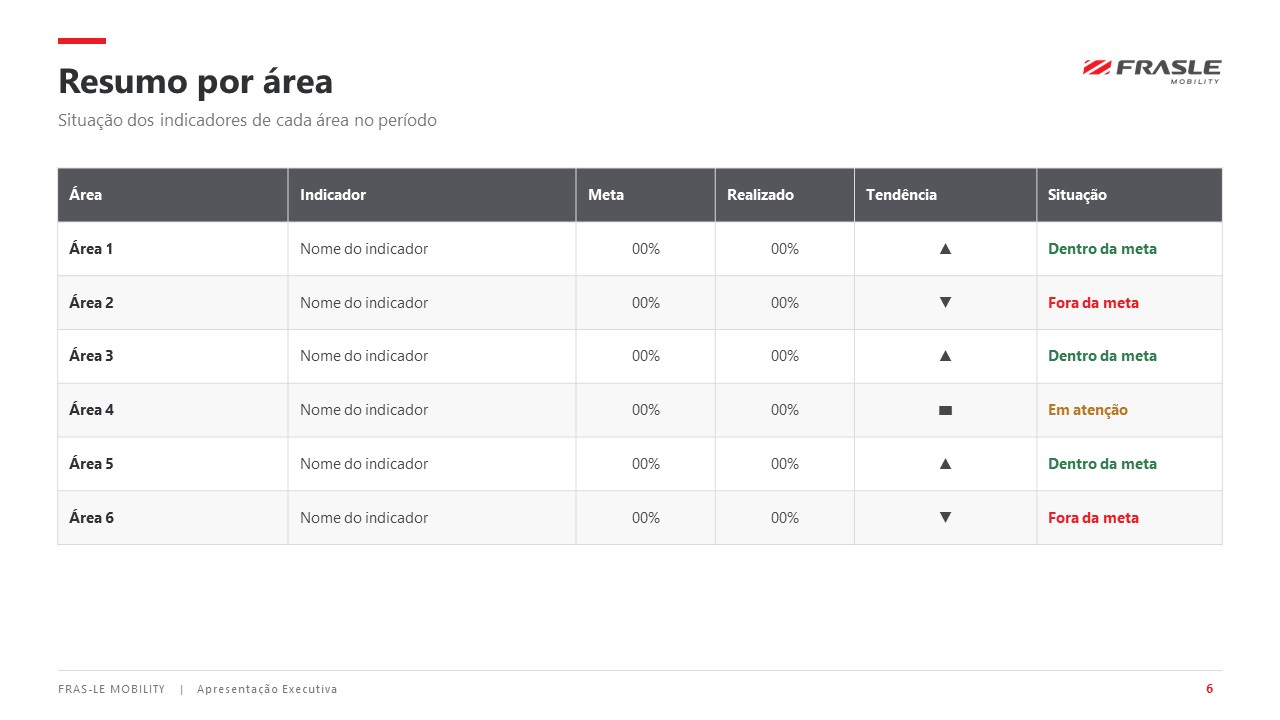 Resumo por área
FRASLE
MOBILITY
Situação dos indicadores de cada área no período
Área Indicador Meta Realizado Tendência Situação
Área 1 Nome do indicador 00% 00% ▲ Dentro da meta
Área 2 Nome do indicador 00% 00% ▼ Fora da meta
Área 3 Nome do indicador 00% 00% ▲ Dentro da meta
Área 4 Nome do indicador 00% 00% ■ Em atenção
Área 5 Nome do indicador 00% 00% ▲ Dentro da meta
Área 6 Nome do indicador 00% 00% ▼ Fora da meta
FRAS-LE MOBILITY | Apresentação Executiva 6